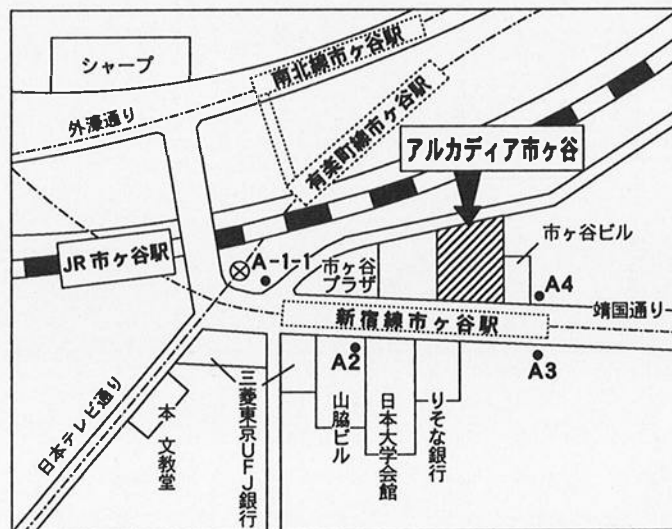 シャープ
南北線市ヶ谷駅
外濠通り
有楽町線市ヶ谷駅
アルカディア市ヶ谷
JR市ヶ谷駅
A-1-1
市ヶ谷
プラザ
市ヶ谷ビル
A4
靖国通り
新宿線市ヶ谷駅
A2
A3
日本テレビ通り
本 文教堂
三菱東京UFJ銀行
山脇ビル
日本大学会館
りそな銀行